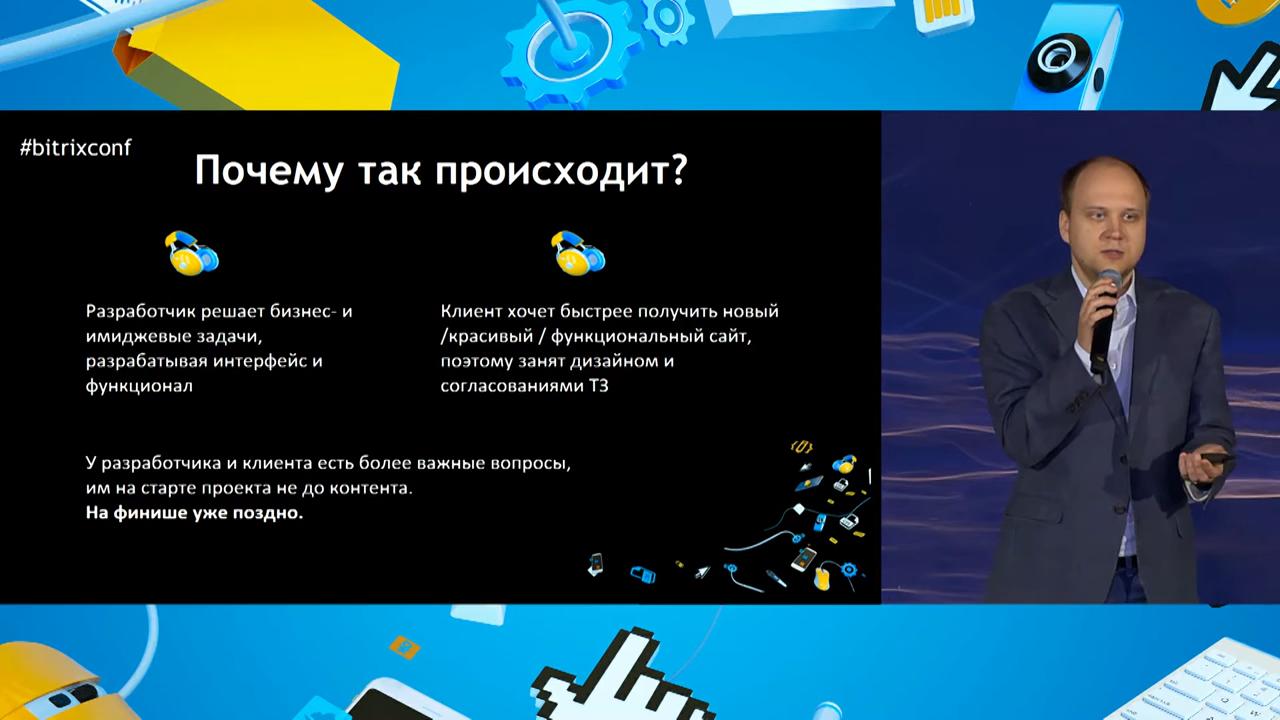 #bitrixconf
Почему так происходит?
Разработчик решает бизнес- и
имиджевые задачи,
разрабатывая интерфейс и
функционал
Клиент хочет быстрее получить новый
/красивый / функциональный сайт,
поэтому занят дизайном и
согласованиями ТЗ
У разработчика и клиента есть более важные вопросы,
им на старте проекта не до контента.
На финише уже поздно.